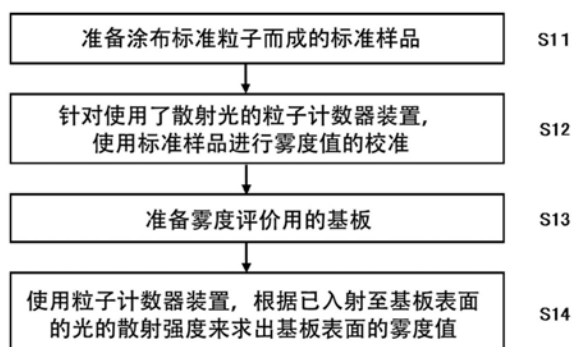 准备涂布标准粒子而成的标准样品 S11
针对使用了散射光的粒子计数器装置,
使用标准样品进行雾度值的校准 S12
准备雾度评价用的基板 S13
使用粒子计数器装置，根据已入射至基板表面
的光的散射强度来求出基板表面的雾度值 S14